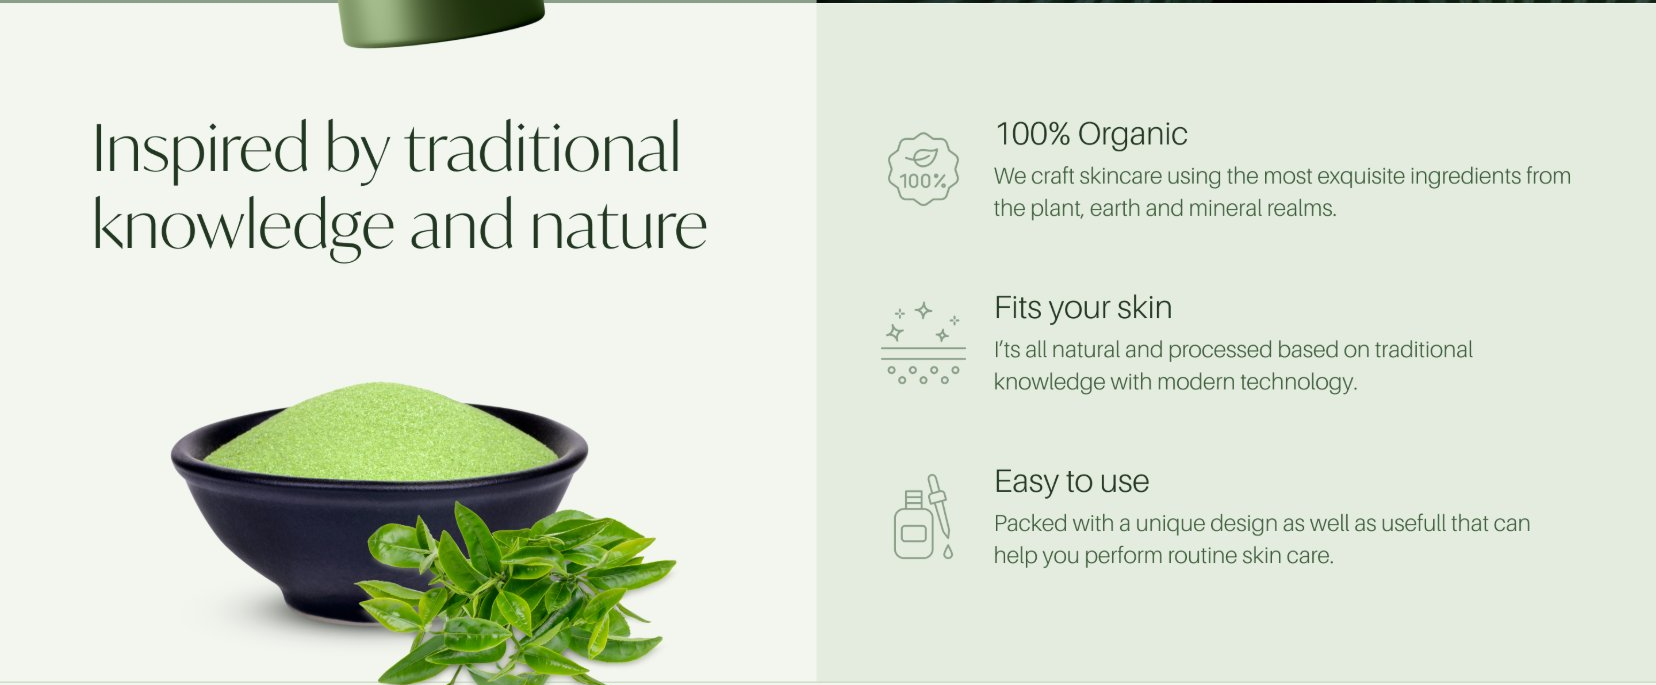 Inspired by traditional
knowledge and nature
100%
100% Organic
We craft skincare using the most exquisite ingredients from
the plant, earth and mineral realms.
Fits your skin
I’ts all natural and processed based on traditional
knowledge with modern technology.
Easy to use
Packed with a unique design as well as usefull that can
help you perform routine skin care.